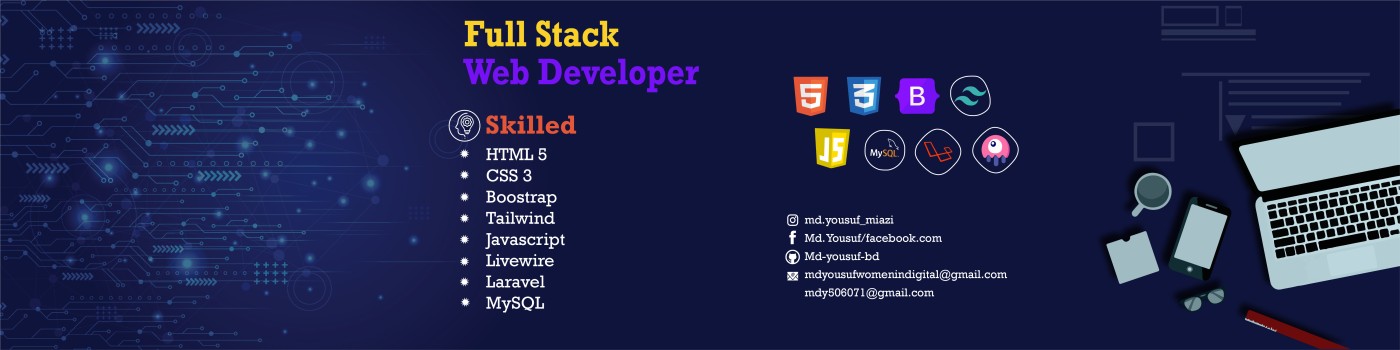 Full Stack
Web Developer
Skilled
HTML 5
CSS 3
Boostrap
Tailwind
Javascript
Livewire
Laravel
MySQL
5
3
B
JS
MySQL
md.yousuf_miazi
Md.Yousuf/facebook.com
Md-yousuf-bd
mdyousufwomenindigital@gmail.com
mdy506071@gmail.com